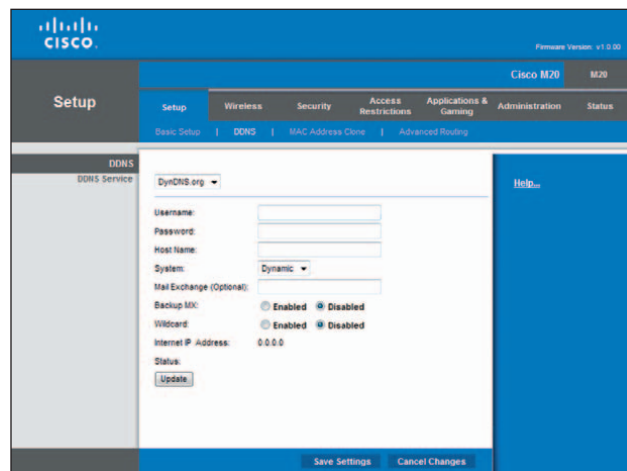 CISCO.
Firmware Version: v1.0.00
Cisco M20 M20
Setup
Setup Wireless Security Access Restrictions Applications & Gaming Administration Status
Basic Setup | DDNS | MAC Address Clone | Advanced Routing
DDNS
DDNS Service
DynDNS.org
Help...
Username:
Password:
Host Name:
System: Dynamic
Mail Exchange (Optional):
Backup MX: Enabled Disabled
Wildcard: Enabled Disabled
Internet IP Address: 0.0.0.0
Status:
Update
Save Settings Cancel Changes